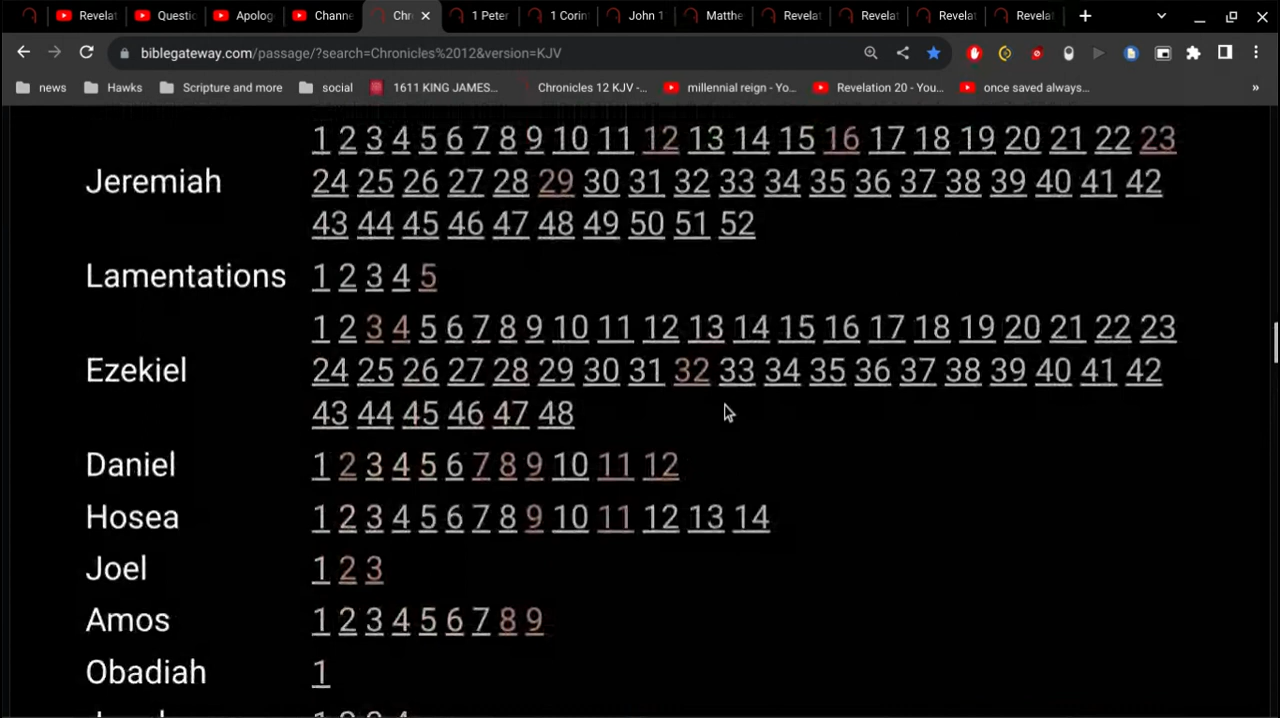 Revelat Questic Apolog Channe Chr 1 Peter 1 Corin John 1 Matthe Revelat Revelat Revelat Revelat
biblegateway.com/passage/?search=Chronicles%2012&version=KJV
news Hawks Scripture and more social 1611 KING JAMES... Chronicles 12 KJV -... millennial reign - Yo... Revelation 20 - You... once saved always... »
1 2 3 4 5 6 7 8 9 10 11 12 13 14 15 16 17 18 19 20 21 22 23
Jeremiah 24 25 26 27 28 29 30 31 32 33 34 35 36 37 38 39 40 41 42
43 44 45 46 47 48 49 50 51 52
Lamentations 1 2 3 4 5
1 2 3 4 5 6 7 8 9 10 11 12 13 14 15 16 17 18 19 20 21 22 23
Ezekiel 24 25 26 27 28 29 30 31 32 33 34 35 36 37 38 39 40 41 42
43 44 45 46 47 48
Daniel 1 2 3 4 5 6 7 8 9 10 11 12
Hosea 1 2 3 4 5 6 7 8 9 10 11 12 13 14
Joel 1 2 3
Amos 1 2 3 4 5 6 7 8 9
Obadiah 1